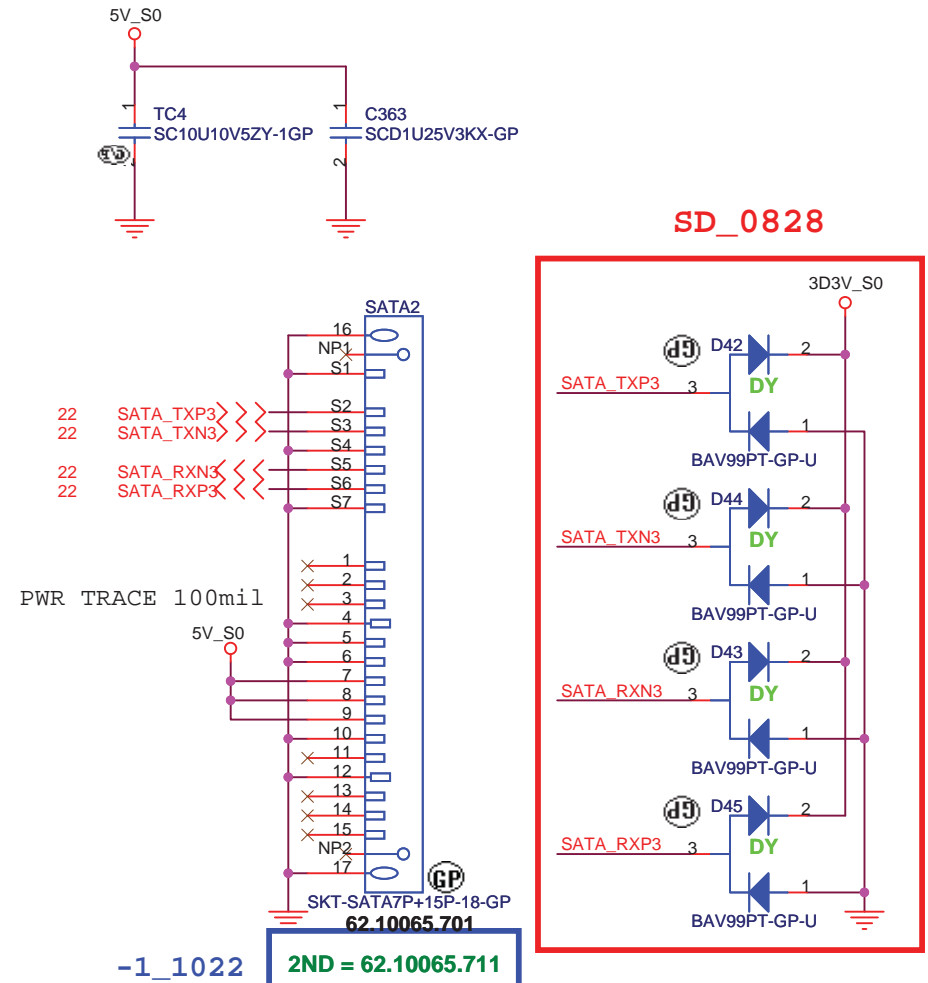 5V_S0
1
TC4
SC10U10V5ZY-1GP
2
1
C363
SCD1U25V3KX-GP
2
SATA2
16
NP1
S1
22 SATA_TXP3 S2
22 SATA_TXN3 S3
S4
22 SATA_RXN3 S5
22 SATA_RXP3 S6
S7
1
2
3
PWR TRACE 100mil
4
5V_S0
5
6
7
8
9
10
11
12
13
14
15
NP2
17
GP
SKT-SATA7P+15P-18-GP
62.10065.701
-1_1022
2ND = 62.10065.711
SD_0828
3D3V_S0
GP D42 2
SATA_TXP3 3 DY
1
BAV99PT-GP-U
GP D44 2
SATA_TXN3 3 DY
1
BAV99PT-GP-U
GP D43 2
SATA_RXN3 3 DY
1
BAV99PT-GP-U
GP D45 2
SATA_RXP3 3 DY
1
BAV99PT-GP-U